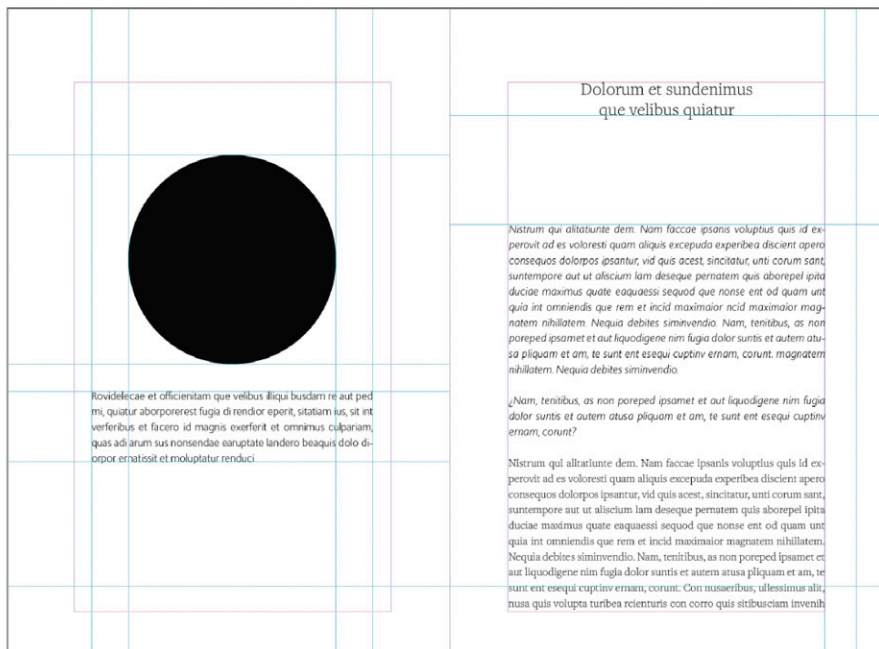 Rovidelecae et officienitam que velibus illiqui busdam re aut ped
mi, quiatur aborporerest fugia di rendior eperit, sitatiam ius, sit int
verferibus et facero id magnis exerferit et omnimus culpariam,
quas adi arum sus nonsendae earuptate landero beaquis dolo di-
orpor ernatissit et moluptatur renduci
Dolorum et sundenimus
que velibus quiatur
Nistrum qui alitatiunte dem. Nam faccae ipsanis voluptius quis id ex-
perovit ad es voloresti quam aliquis excepuda experibea discient apero
consequos dolorpos ipsantur, vid quis acest, sincitatur, unti corum sant,
suntempore aut ut aliscium lam deseque pernatem quis aborepel ipita
duciae maximus quate eaquaessi sequod que nonse ent od quam unt
quia int omniendis que rem et incid maximaior ncid maximaior mag-
natem nihillatem. Nequia debites siminvendio. Nam, tenitibus, as non
poreped ipsamet et aut liquodigene nim fugia dolor suntis et autem atu-
sa pliquam et am, te sunt ent esequi cuptinv ernam, corunt. magnatem
nihillatem. Nequia debites siminvendio.
¿Nam, tenitibus, as non poreped ipsamet et aut liquodigene nim fugia
dolor suntis et autem atusa pliquam et am, te sunt ent esequi cuptinv
ernam, corunt?
Nistrum qui alitatiunte dem. Nam faccae ipsanis voluptius quis id ex-
perovit ad es voloresti quam aliquis excepuda experibea discient apero
consequos dolorpos ipsantur, vid quis acest, sincitatur, unti corum sant,
suntempore aut ut aliscium lam deseque pernatem quis aborepel ipita
duciae maximus quate eaquaessi sequod que nonse ent od quam unt
quia int omniendis que rem et incid maximaior magnatem nihillatem.
Nequia debites siminvendio. Nam, tenitibus, as non poreped ipsamet et
aut liquodigene nim fugia dolor suntis et autem atusa pliquam et am, te
sunt ent esequi cuptinv ernam, corunt. Con nusaeribus, ullessimus alit,
nusa quis volupta turibea rcienturis con corro quis sitibusciam invenih